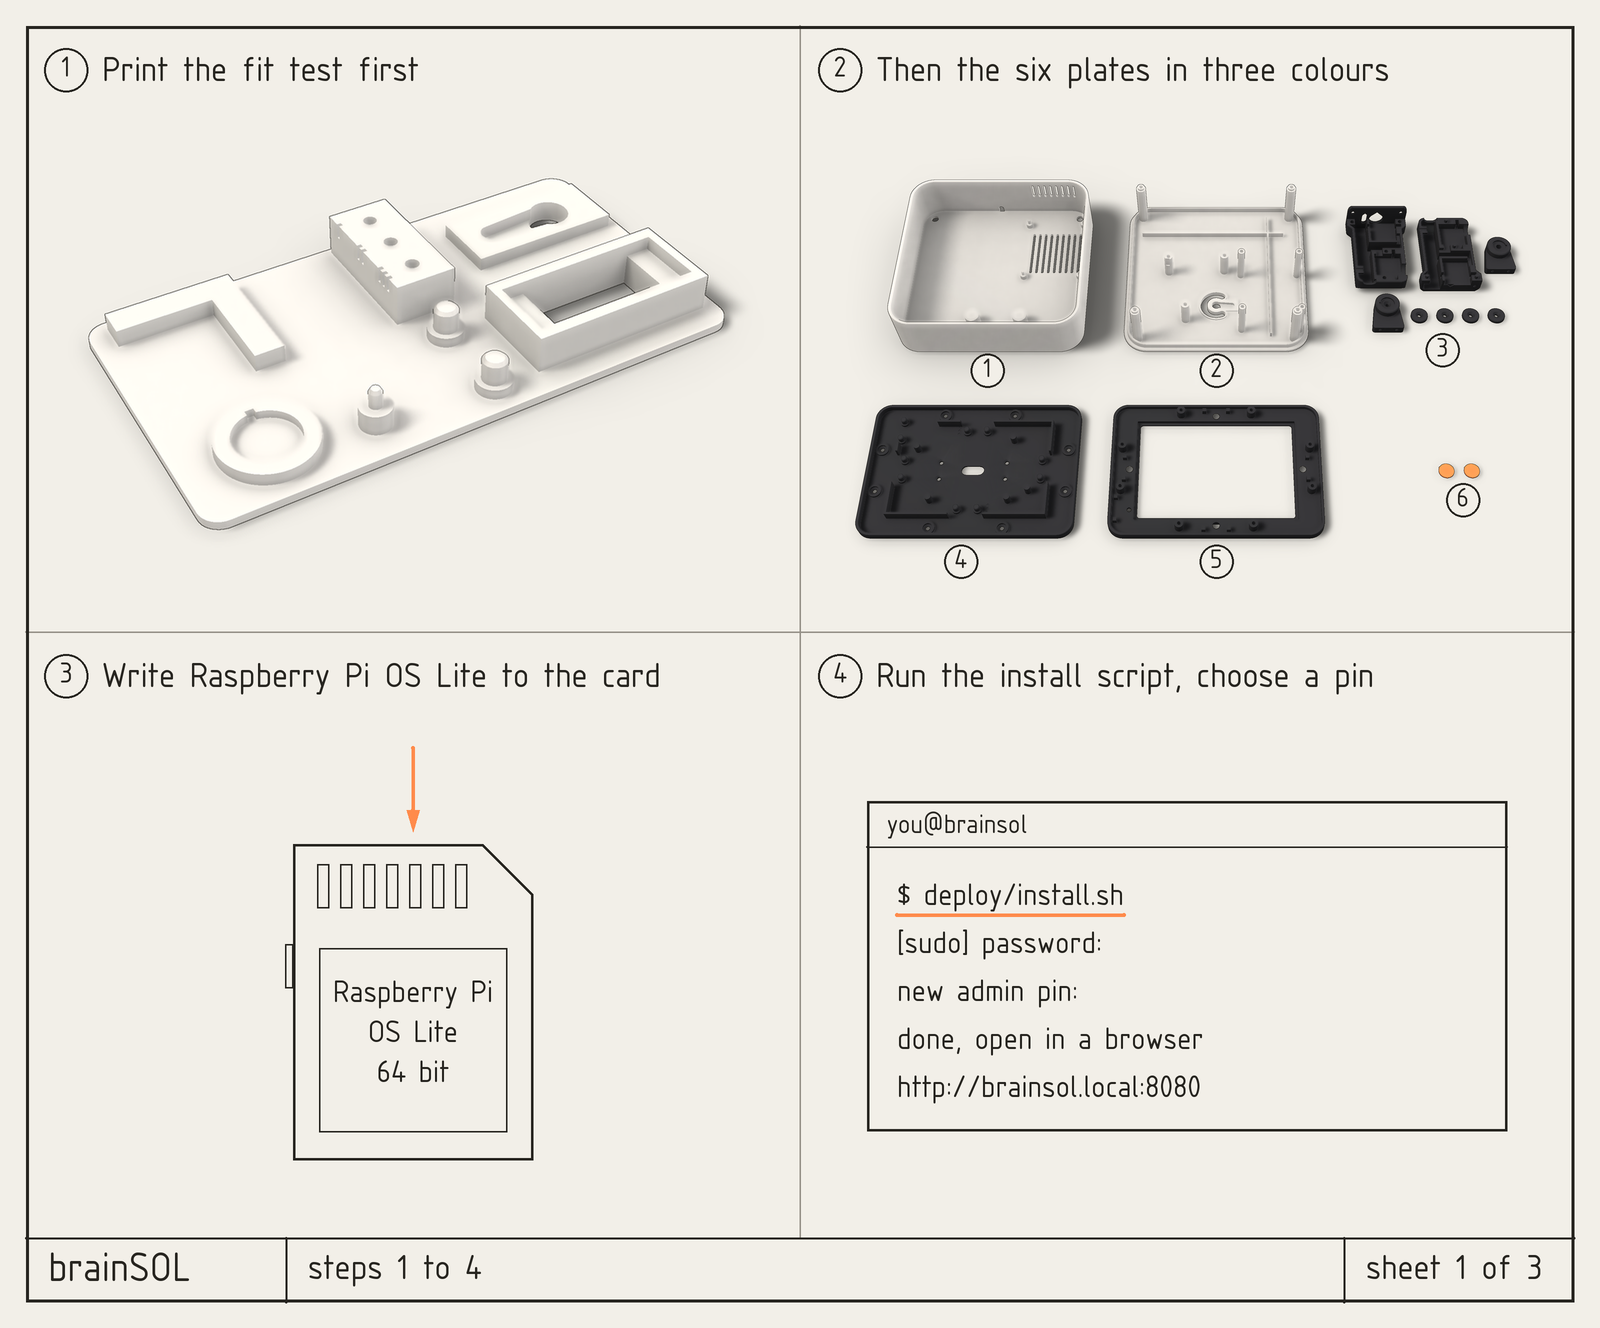 1 Print the fit test first
2 Then the six plates in three colours
1
2
3
4
5
6
3 Write Raspberry Pi OS Lite to the card
Raspberry Pi
OS Lite
64 bit
4 Run the install script, choose a pin
you@brainsol
$ deploy/install.sh
[sudo] password:
new admin pin:
done, open in a browser
http://brainsol.local:8080
brainSOL
steps 1 to 4
sheet 1 of 3